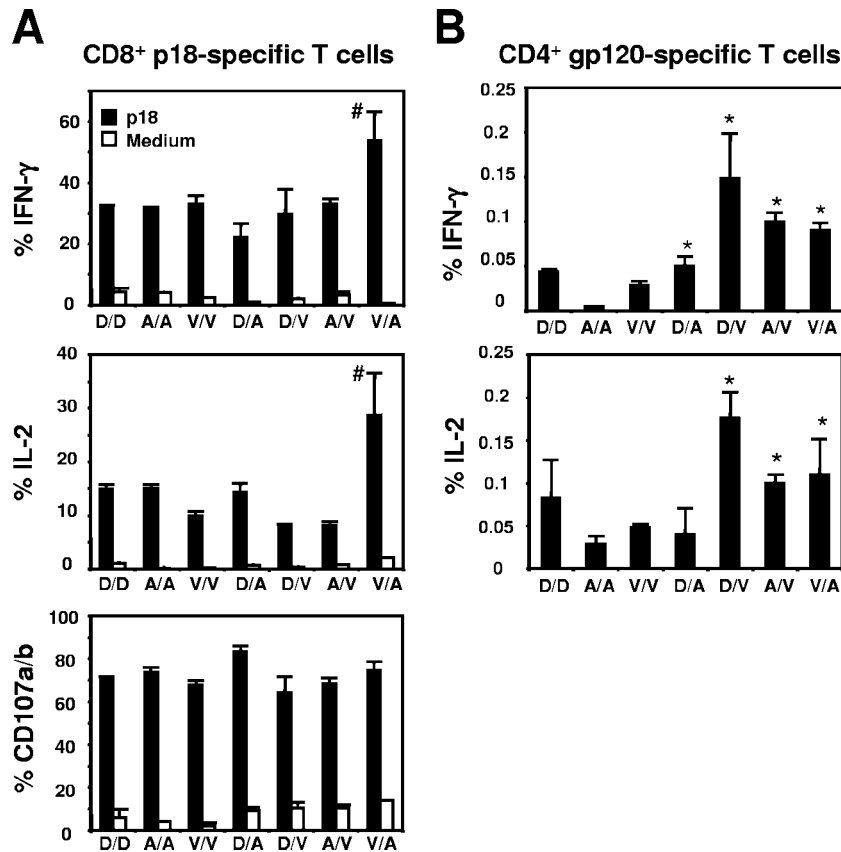 A
CD8+ p18-specific T cells
% IFN-γ
60
40
20
0
p18
Medium
#
D/D A/A V/V D/A D/V A/V V/A
% IL-2
40
30
20
10
0
#
D/D A/A V/V D/A D/V A/V V/A
% CD107a/b
100
80
60
40
20
0
D/D A/A V/V D/A D/V A/V V/A
B
CD4+ gp120-specific T cells
% IFN-γ
0.25
0.2
0.15
0.1
0.05
0
* * * *
D/D A/A V/V D/A D/V A/V V/A
% IL-2
0.25
0.2
0.15
0.1
0.05
0
* * *
D/D A/A V/V D/A D/V A/V V/A